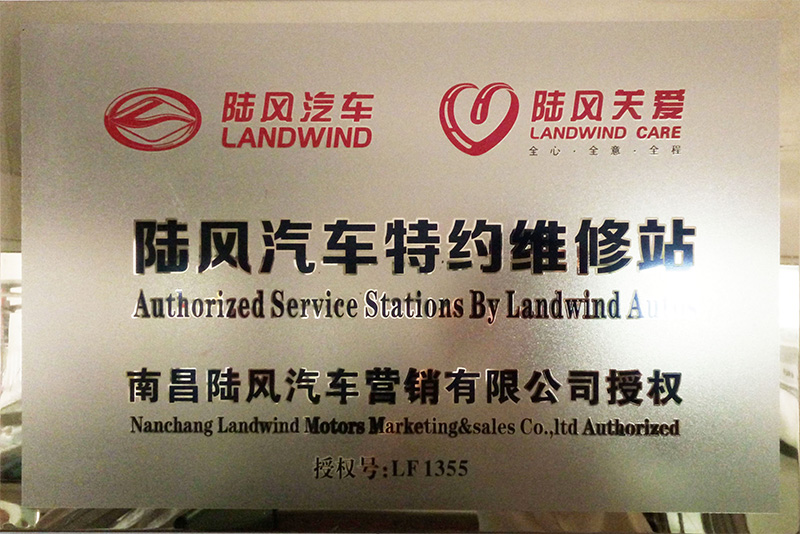 陆风汽车
LANDWIND
陆风关爱
LANDWIND CARE
全心·全意·全程
陆风汽车特约维修站
Authorized Service Stations By Landwind Autos
南昌陆风汽车营销有限公司授权
Nanchang Landwind Motors Marketing&sales Co.,ltd Authorized
授权号:LF1355